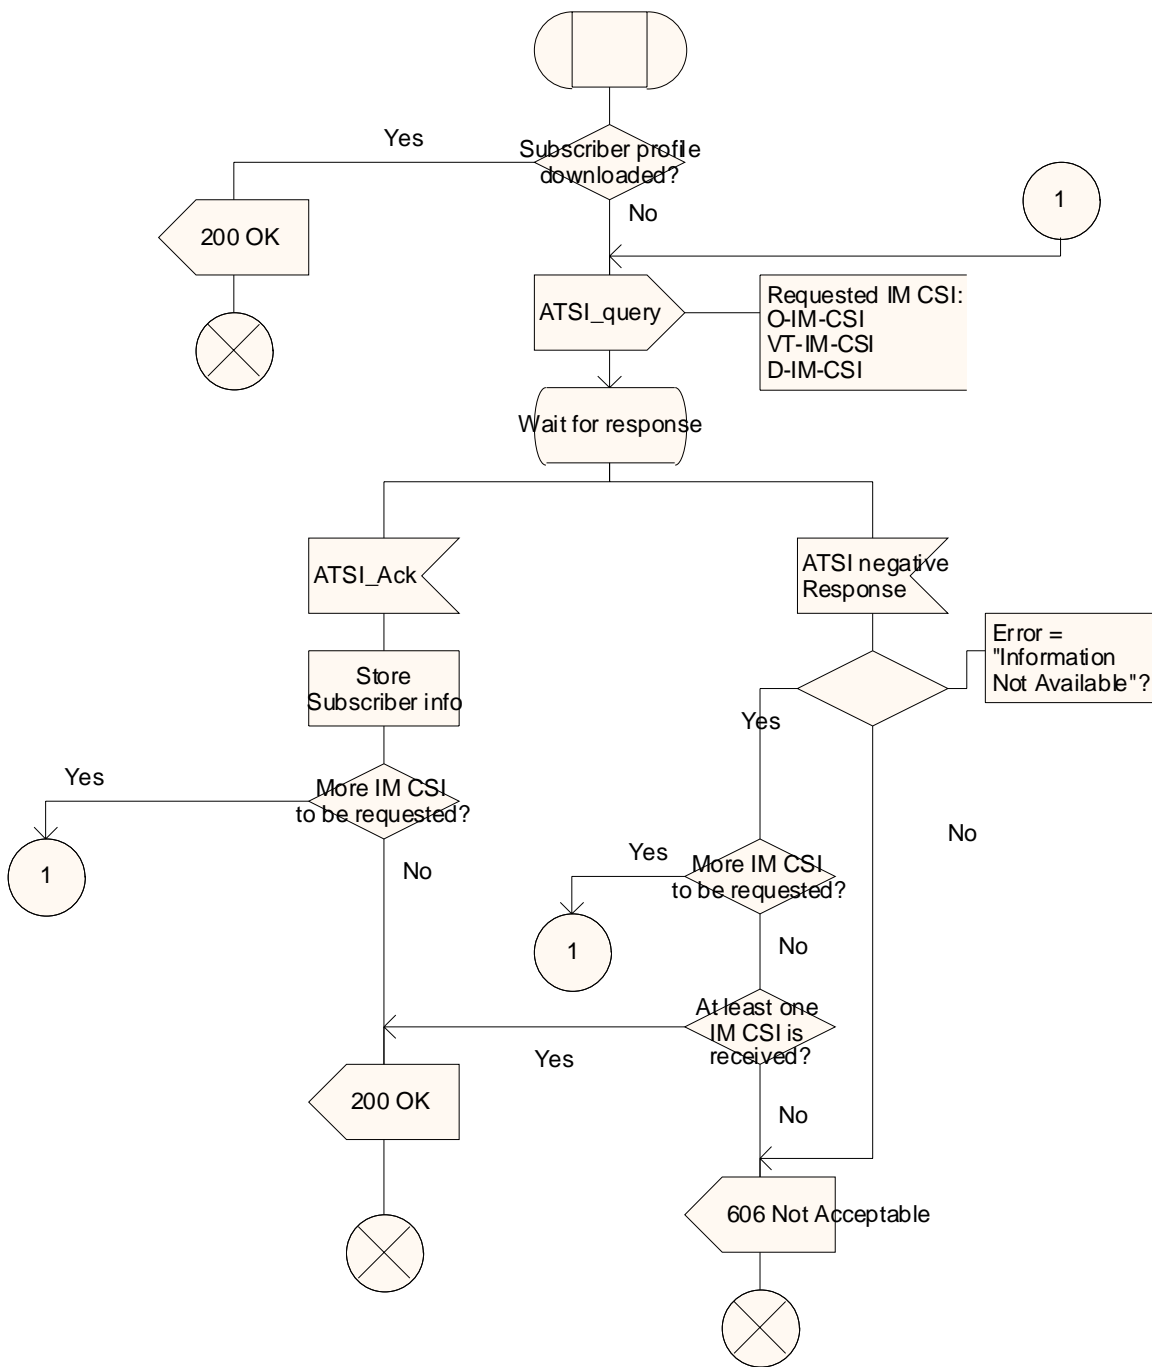 Yes
Subscriber profile
downloaded?
1
No
200 OK
ATSI_query
Requested IM CSI:
O-IM-CSI
VT-IM-CSI
D-IM-CSI
Wait for response
ATSI_Ack
ATSI negative
Response
Error =
"Information
Not Available"?
Store
Subscriber info
Yes
Yes
More IM CSI
to be requested?
1
No
No
Yes
More IM CSI
to be requested?
1
No
At least one
IM CSI is
received?
Yes
200 OK
No
606 Not Acceptable